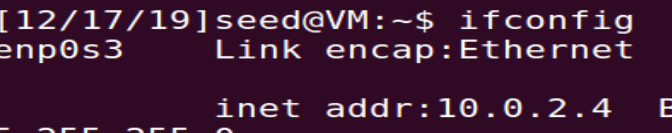 [12/17/19]seed@VM:~$ ifconfig
enp0s3 Link encap:Ethernet
inet addr:10.0.2.4